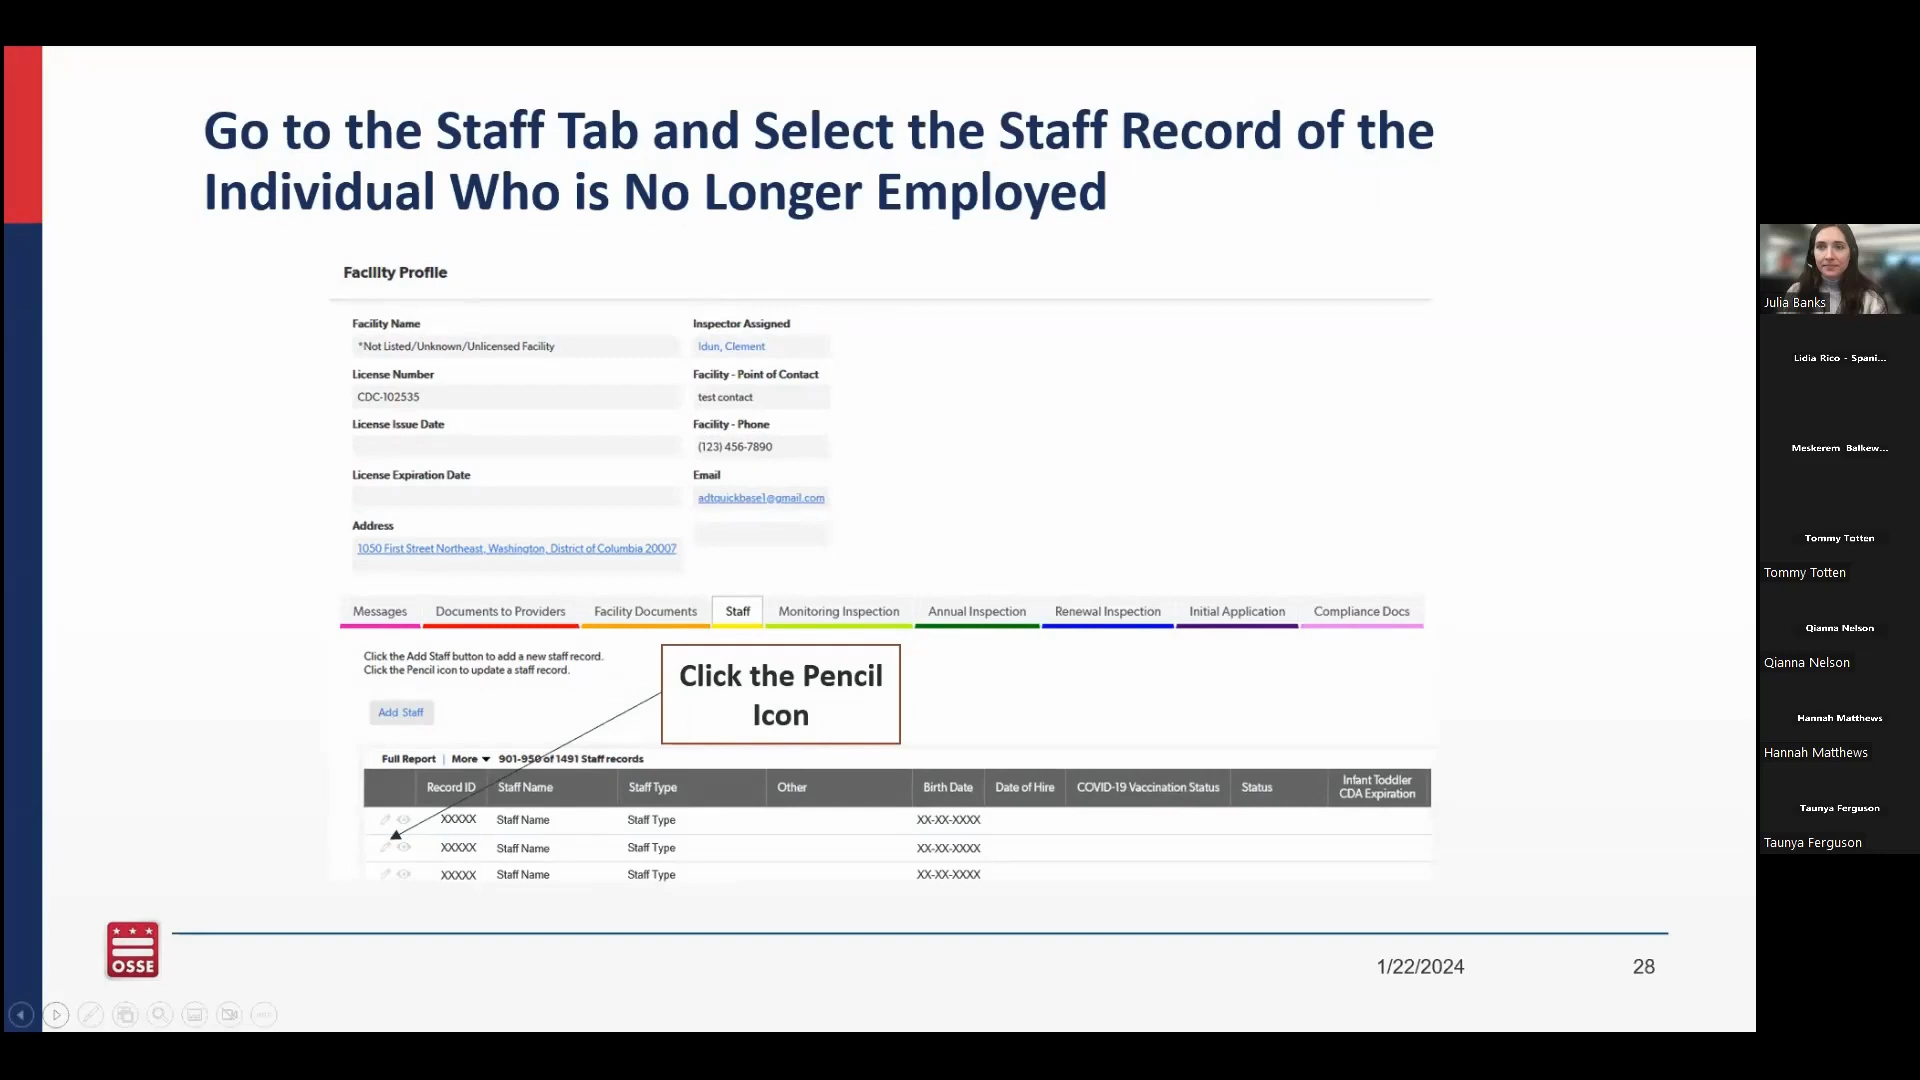 Go to the Staff Tab and Select the Staff Record of the
Individual Who is No Longer Employed
Facility Profile
Facility Name
*Not Listed/Unknown/Unlicensed Facility
Inspector Assigned
Idun, Clement
License Number
CDC-102535
Facility - Point of Contact
test contact
License Issue Date
Facility - Phone
(123) 456-7890
License Expiration Date
Email
adtquickbase1@gmail.com
Address
1050 First Street Northeast, Washington, District of Columbia 20007
Messages Documents to Providers Facility Documents Staff Monitoring Inspection Annual Inspection Renewal Inspection Initial Application Compliance Docs
Click the Add Staff button to add a new staff record.
Click the Pencil icon to update a staff record.
Click the Pencil
Icon
Add Staff
Full Report | More 901-950 of 1491 Staff records
Record ID Staff Name Staff Type Other Birth Date Date of Hire COVID-19 Vaccination Status Status Infant Toddler
CDA Expiration
XXXXX Staff Name Staff Type XX-XX-XXXX
XXXXX Staff Name Staff Type XX-XX-XXXX
XXXXX Staff Name Staff Type XX-XX-XXXX
OSSE
1/22/2024 28
Julia Banks
Lidia Rico - Spani...
Meskerem Balkew...
Tommy Totten
Tommy Totten
Qianna Nelson
Qianna Nelson
Hannah Matthews
Hannah Matthews
Taunya Ferguson
Taunya Ferguson